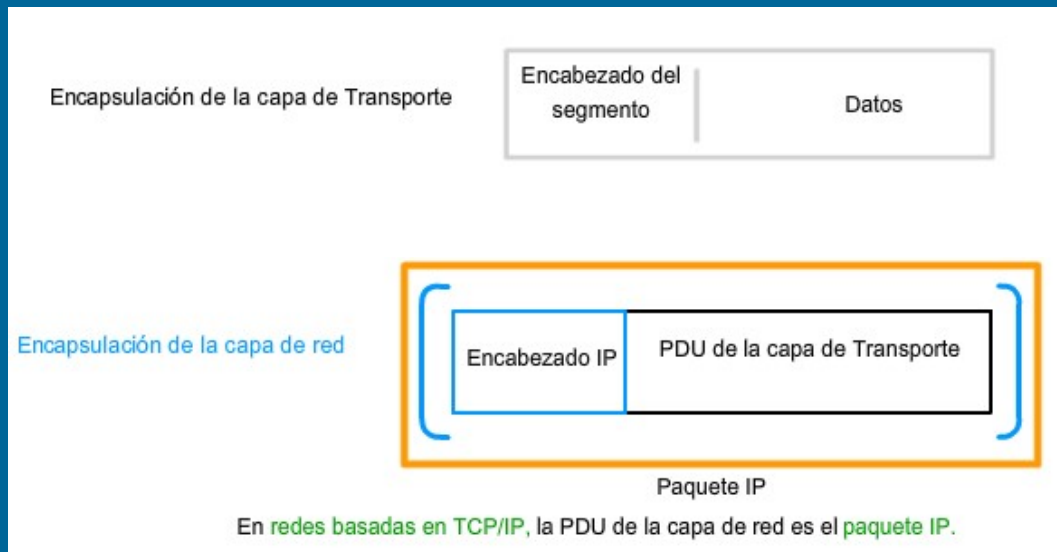 Encapsulación de la capa de Transporte
Encabezado del
segmento
Datos
Encapsulación de la capa de red
Encabezado IP
PDU de la capa de Transporte
Paquete IP
En redes basadas en TCP/IP, la PDU de la capa de red es el paquete IP.